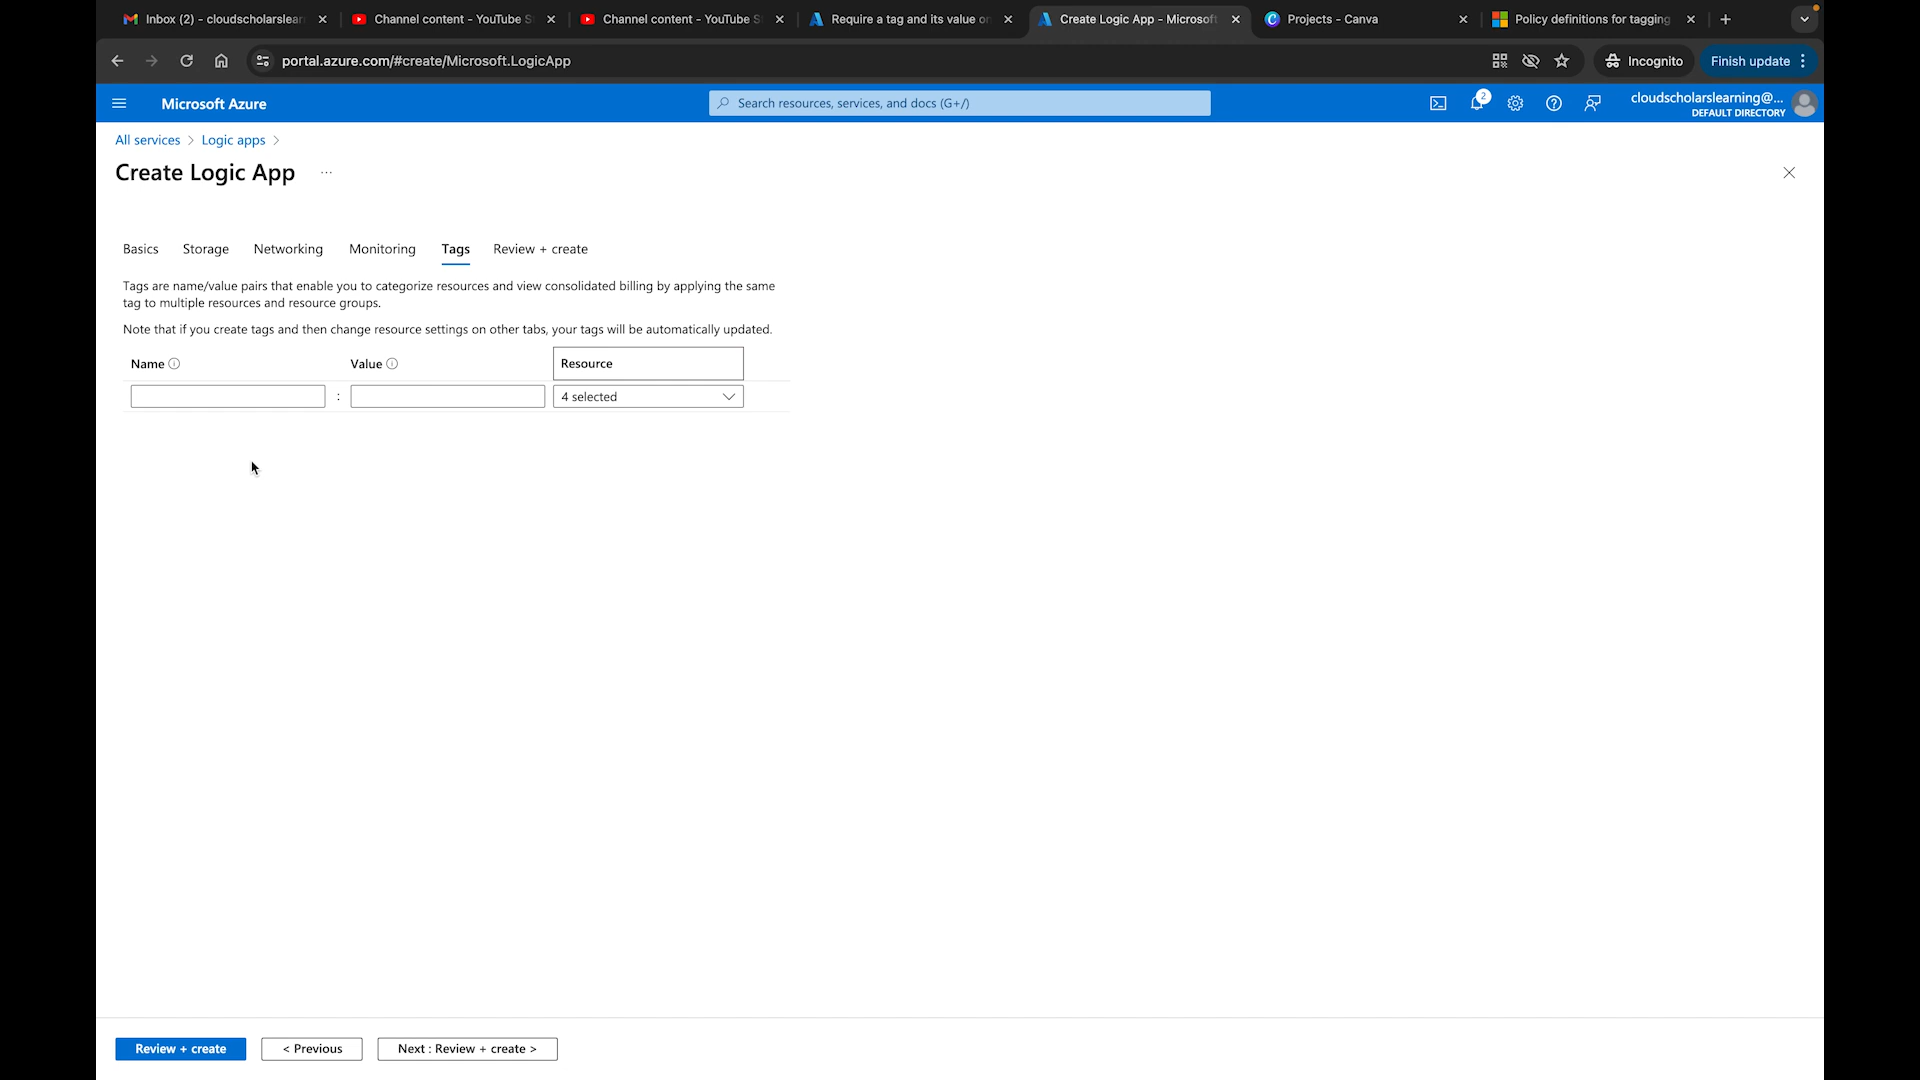 Inbox (2) - cloudscholarslear
Channel content - YouTube S
Channel content - YouTube S
Require a tag and its value o
Create Logic App - Microsoft
Projects - Canva
Policy definitions for tagging
portal.azure.com/#create/Microsoft.LogicApp
Incognito
Finish update
Microsoft Azure
Search resources, services, and docs (G+/)
2
cloudscholarslearning@...
DEFAULT DIRECTORY
All services > Logic apps >
Create Logic App ...
Basics Storage Networking Monitoring Tags Review + create
Tags are name/value pairs that enable you to categorize resources and view consolidated billing by applying the same
tag to multiple resources and resource groups.
Note that if you create tags and then change resource settings on other tabs, your tags will be automatically updated.
Name Value Resource
: 4 selected
Review + create
< Previous
Next : Review + create >